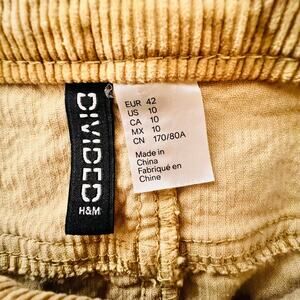 DIVIDED
H&M
EUR 42
US 10
CA 10
MX 10
CN 170/80A
Made in
China
Fabriqué en
Chine